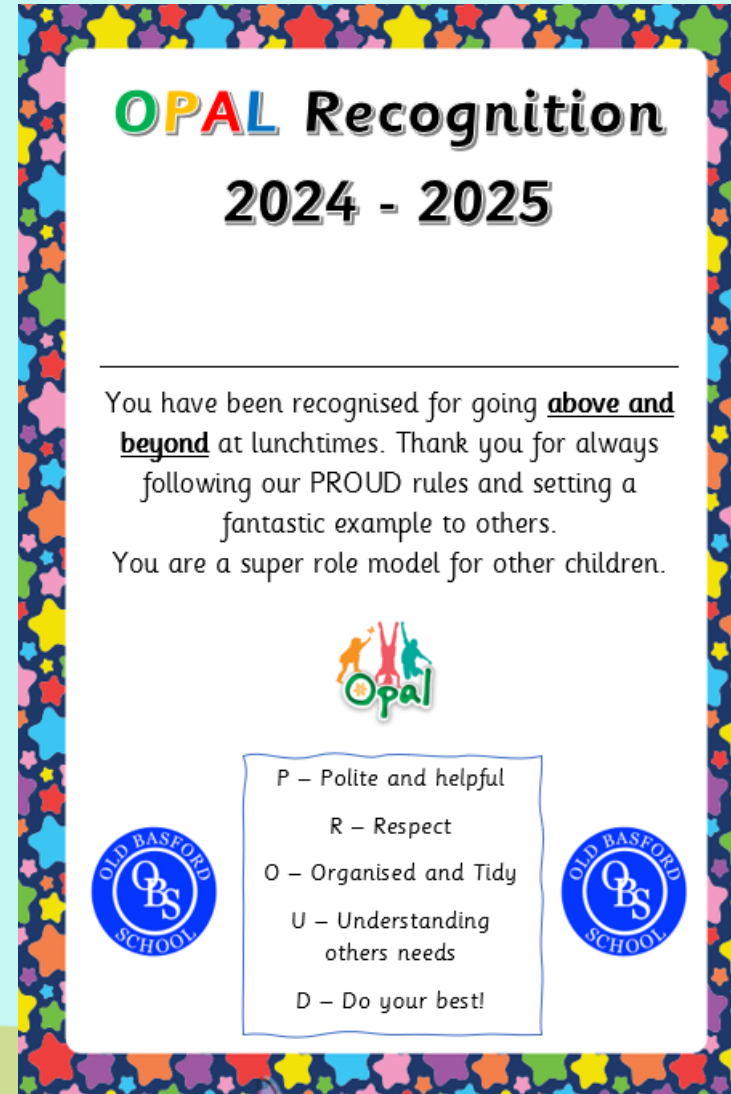 OPAL Recognition
2024 - 2025
You have been recognised for going above and
beyond at lunchtimes. Thank you for always
following our PROUD rules and setting a
fantastic example to others.
You are a super role model for other children.
Opal
P – Polite and helpful
R – Respect
O – Organised and Tidy
U – Understanding
others needs
D – Do your best!
OLD BASFORD
OBS
SCHOOL
OLD BASFORD
OBS
SCHOOL